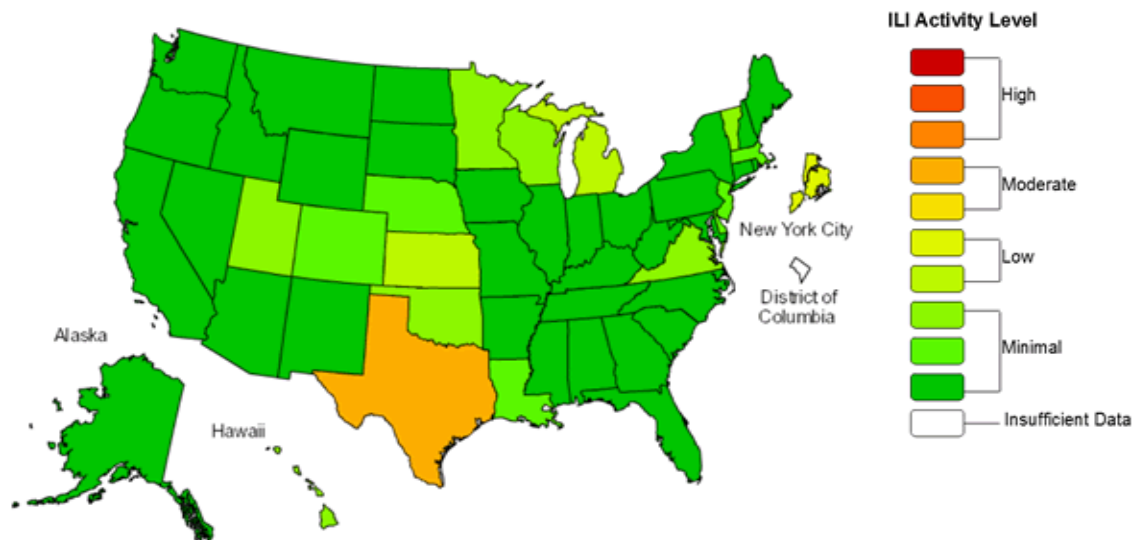 ILI Activity Level
High
Moderate
Low
Minimal
Insufficient Data
New York City
District of
Columbia
Alaska
Hawaii